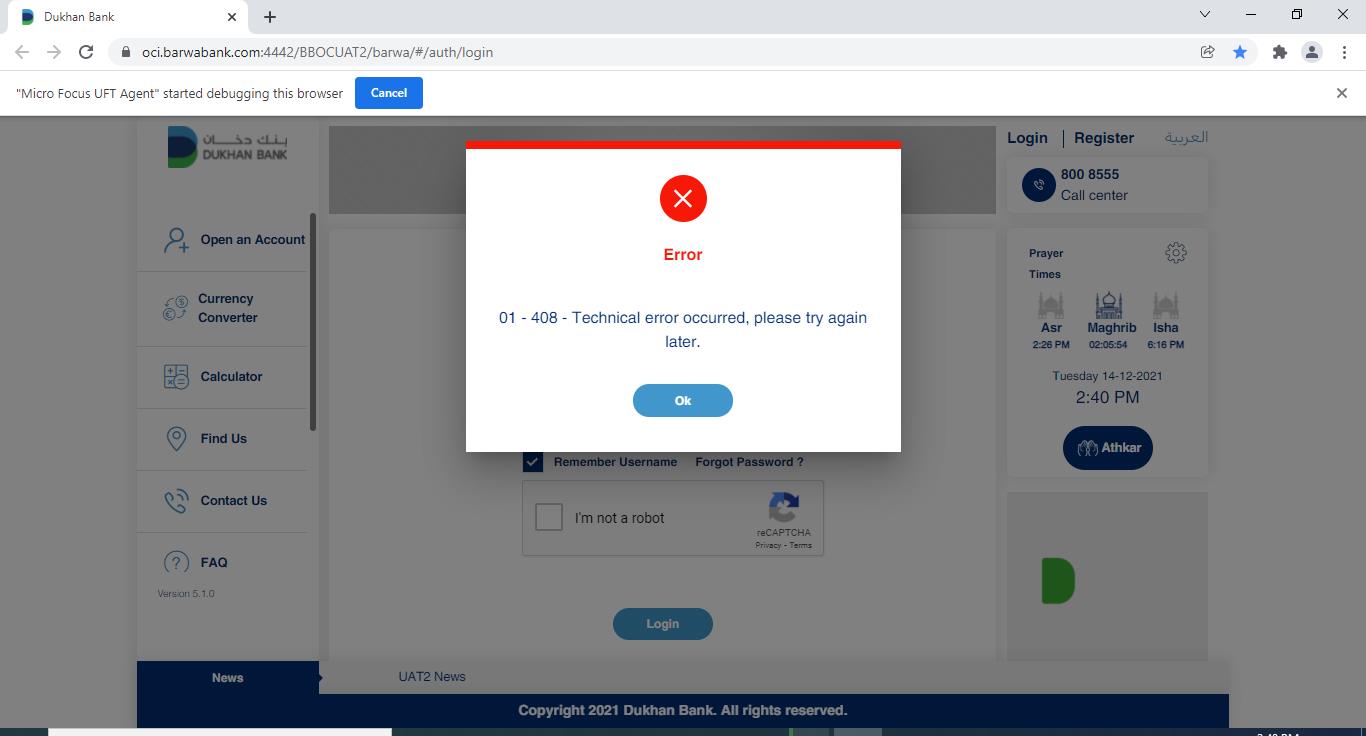 Dukhan Bank
oci.barwabank.com:4442/BBOCUAT2/barwa/#/auth/login
"Micro Focus UFT Agent" started debugging this browser
Cancel
بنك دخان
DUKHAN BANK
Open an Account
Currency
Converter
Calculator
Find Us
Contact Us
FAQ
Version 5.1.0
Error
01 - 408 - Technical error occurred, please try again
later.
Ok
Remember Username Forgot Password ?
I'm not a robot
reCAPTCHA
Privacy - Terms
Login
Login Register العربية
800 8555
Call center
Prayer
Times
Asr Maghrib Isha
2:26 PM 02:05:54 6:16 PM
Tuesday 14-12-2021
2:40 PM
Athkar
News
UAT2 News
Copyright 2021 Dukhan Bank. All rights reserved.